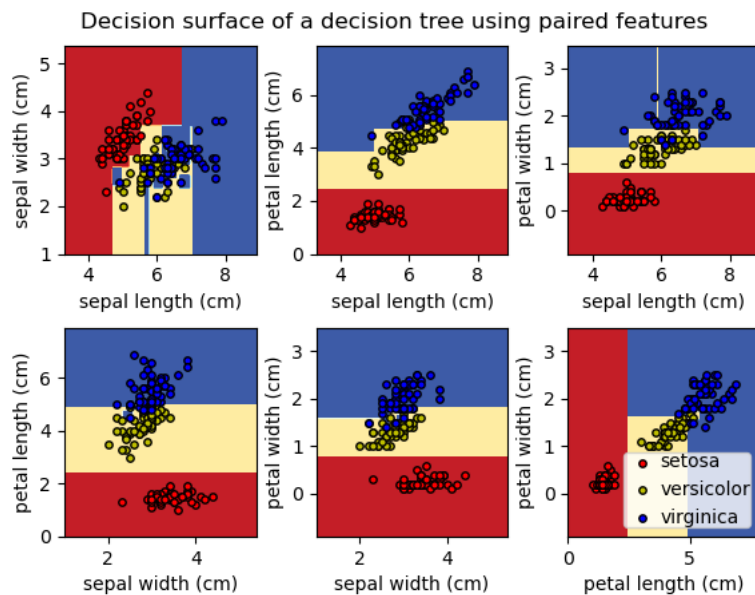 Decision surface of a decision tree using paired features
sepal width (cm)
5
4
3
2
1
4
6
8
sepal length (cm)
petal length (cm)
6
4
2
0
4
6
8
sepal length (cm)
petal width (cm)
3
2
1
0
4
6
8
sepal length (cm)
petal length (cm)
6
4
2
0
2
4
sepal width (cm)
petal width (cm)
3
2
1
0
2
4
sepal width (cm)
petal width (cm)
3
2
1
0
0
5
petal length (cm)
setosa
versicolor
virginica